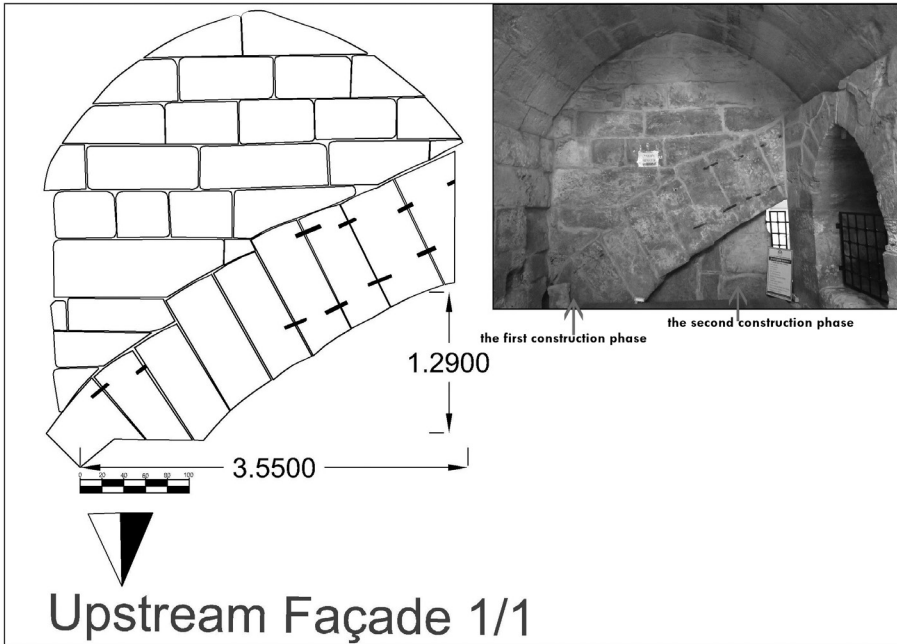 the first construction phase
the second construction phase
1.2900
3.5500
0 20 40 60 80 100
Upstream Façade 1/1